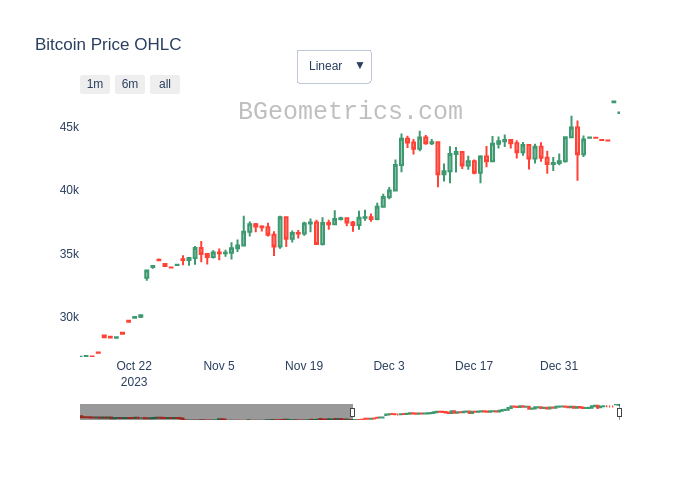 Bitcoin Price OHLC
Linear ▼
1m 6m all
BGeometrics.com
45k
40k
35k
30k
Oct 22 Nov 5 Nov 19 Dec 3 Dec 17 Dec 31
2023